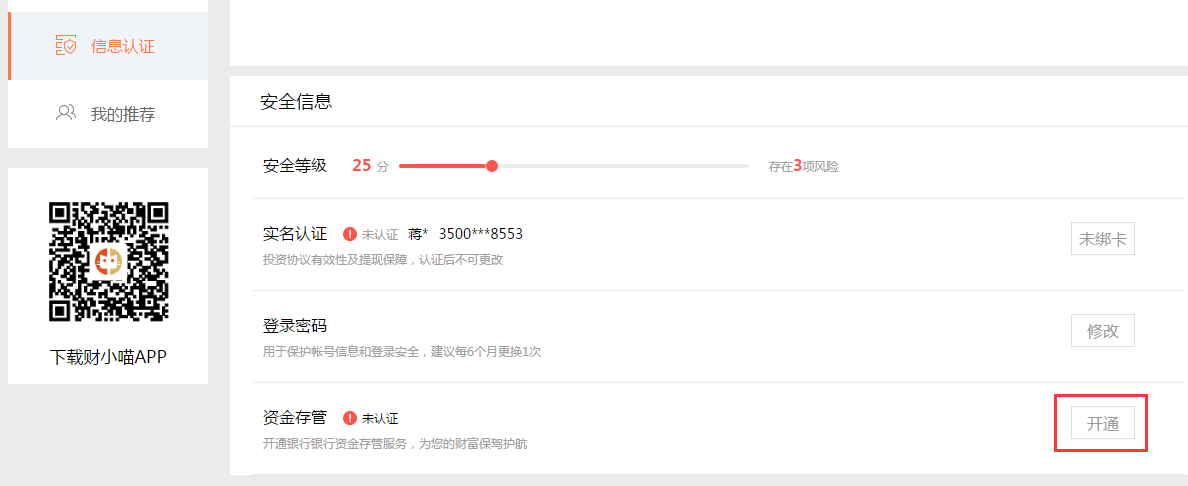 信息认证
我的推荐
下载财小喵APP
安全信息
安全等级 25 分 存在3项风险
实名认证 未认证 蒋* 3500***8553 未绑卡
投资协议有效性及提现保障，认证后不可更改
登录密码 修改
用于保护帐号信息和登录安全，建议每6个月更换1次
资金存管 未认证 开通
开通银行银行资金存管服务，为您的财富保驾护航